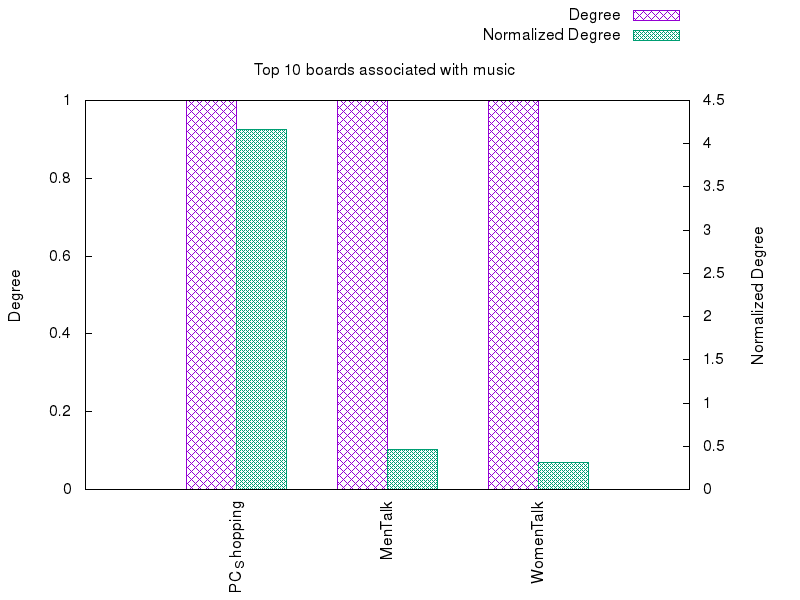 Degree
Normalized Degree
Top 10 boards associated with music
1
0.8
0.6
0.4
0.2
0
4.5
4
3.5
3
2.5
2
1.5
1
0.5
0
Degree
Normalized Degree
PCShopping
MenTalk
WomenTalk